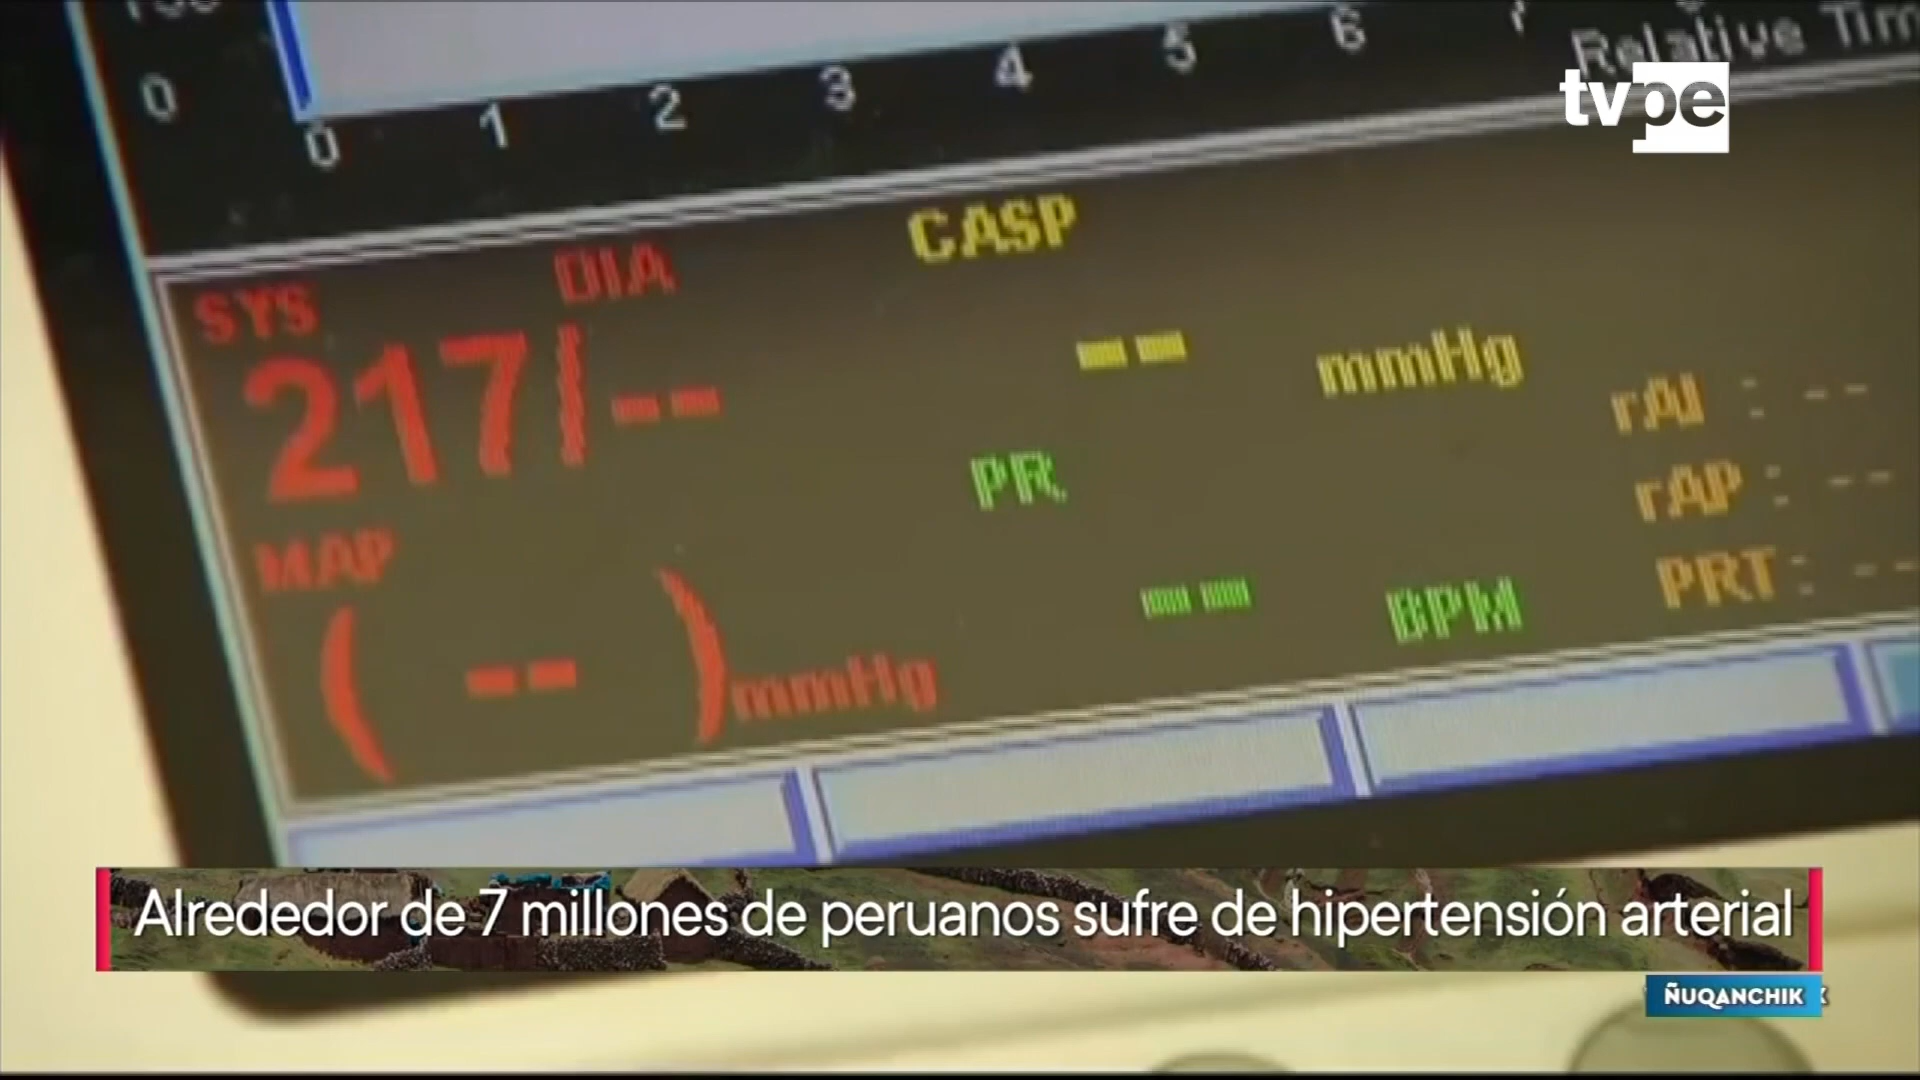 0
0 1 2 3 4 5 6
Relative Tim
tvpe
SYS DIA CASP
217/-- -- mmHg
rAI : --
PR
rAP : --
MAP
-- BPM
PRT : --
( -- ) mmHg
Alrededor de 7 millones de peruanos sufre de hipertensión arterial
ÑUQANCHIK